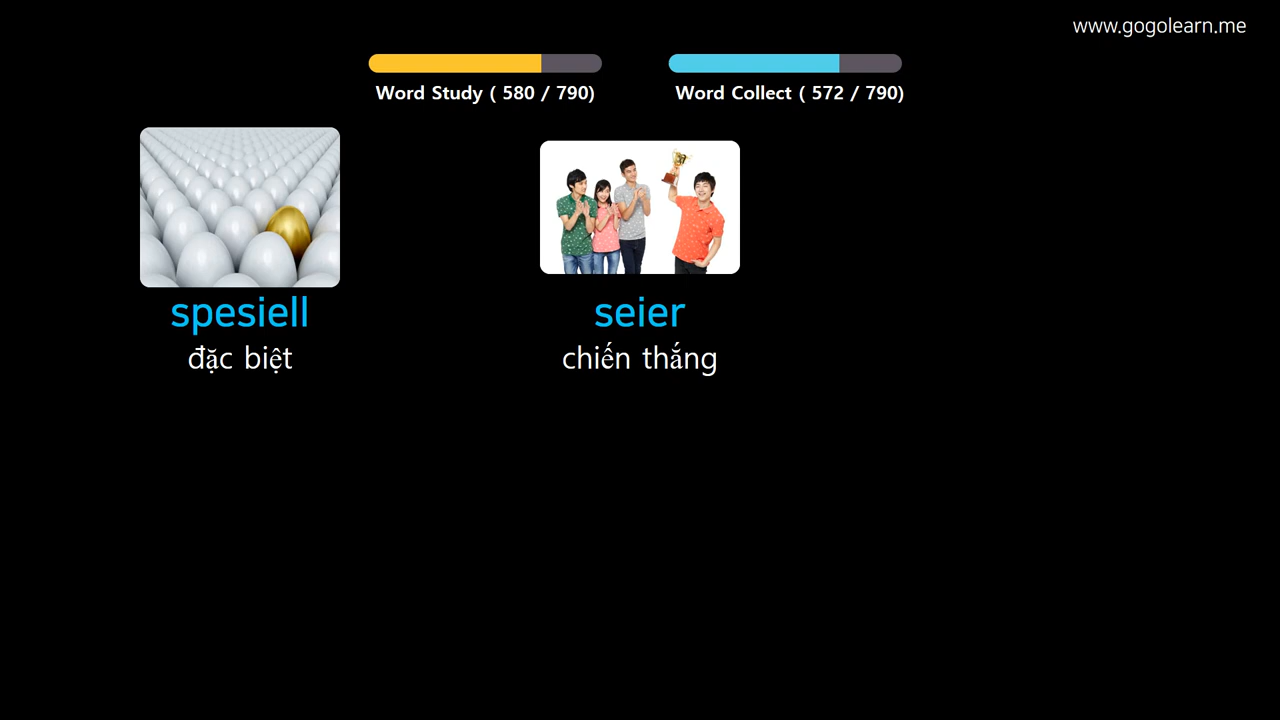 www.gogolearn.me
Word Study ( 580 / 790)
Word Collect ( 572 / 790)
spesiell
đặc biệt
seier
chiến thắng